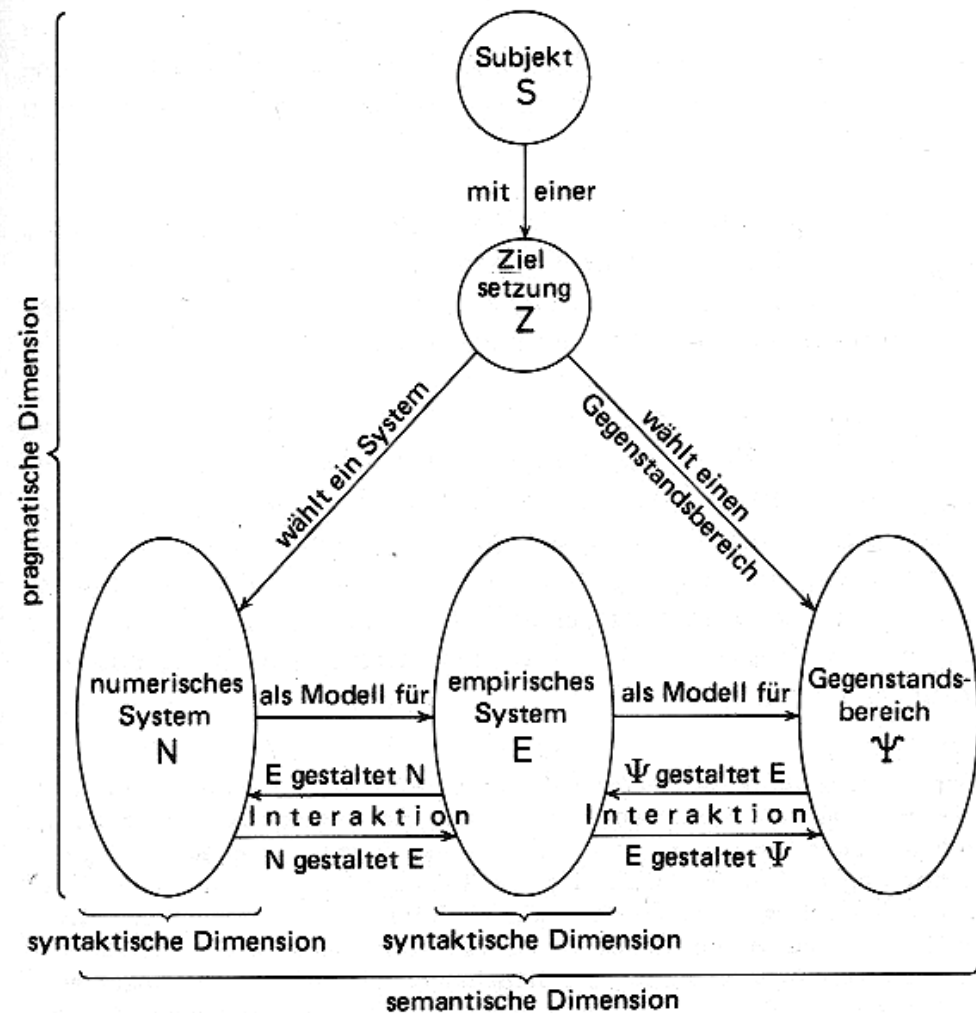 Subjekt
S
mit einer
Ziel
setzung
Z
pragmatische Dimension
wählt ein System
wählt einen
Gegenstandsbereich
numerisches
System
N
als Modell für
empirisches
System
E
als Modell für
Gegenstands-
bereich
Ψ
E gestaltet N
Interaktion
N gestaltet E
Ψ gestaltet E
Interaktion
E gestaltet Ψ
syntaktische Dimension
syntaktische Dimension
semantische Dimension